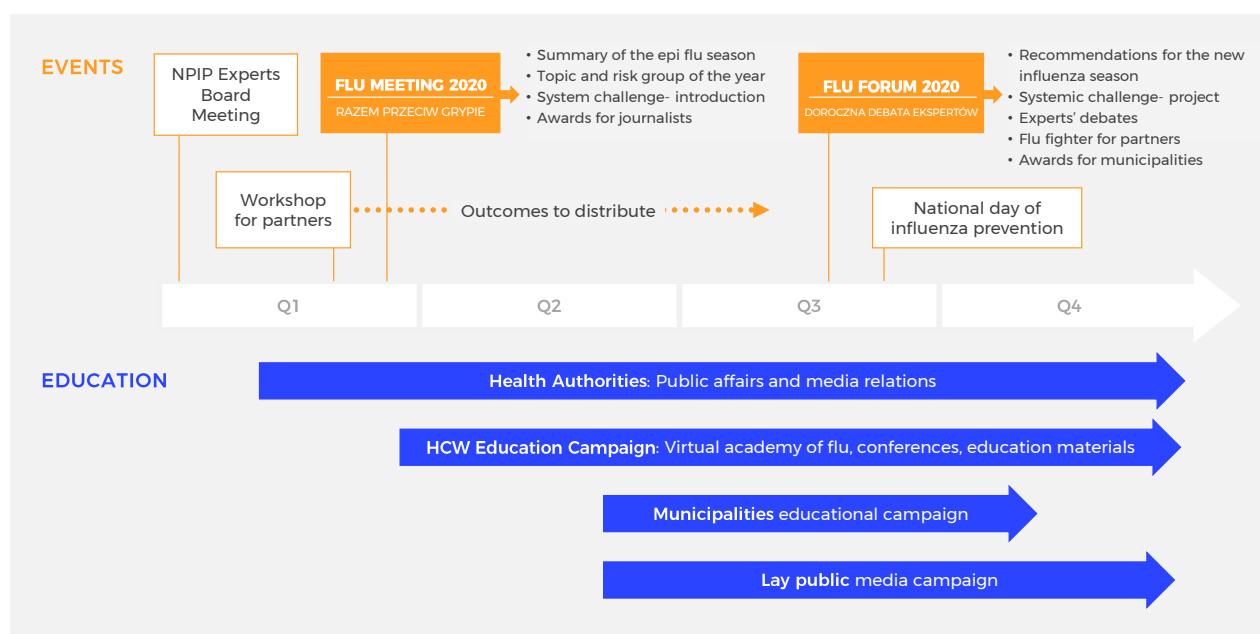 EVENTS
NPIP Experts
Board
Meeting
FLU MEETING 2020
RAZEM PRZECIW GRYPIE
• Summary of the epi flu season
• Topic and risk group of the year
• System challenge- introduction
• Awards for journalists
FLU FORUM 2020
DOROCZNA DEBATA EKSPERTÓW
• Recommendations for the new
influenza season
• Systemic challenge- project
• Experts’ debates
• Flu fighter for partners
• Awards for municipalities
Workshop
for partners
Outcomes to distribute
National day of
influenza prevention
Q1
Q2
Q3
Q4
EDUCATION
Health Authorities: Public affairs and media relations
HCW Education Campaign: Virtual academy of flu, conferences, education materials
Municipalities educational campaign
Lay public media campaign